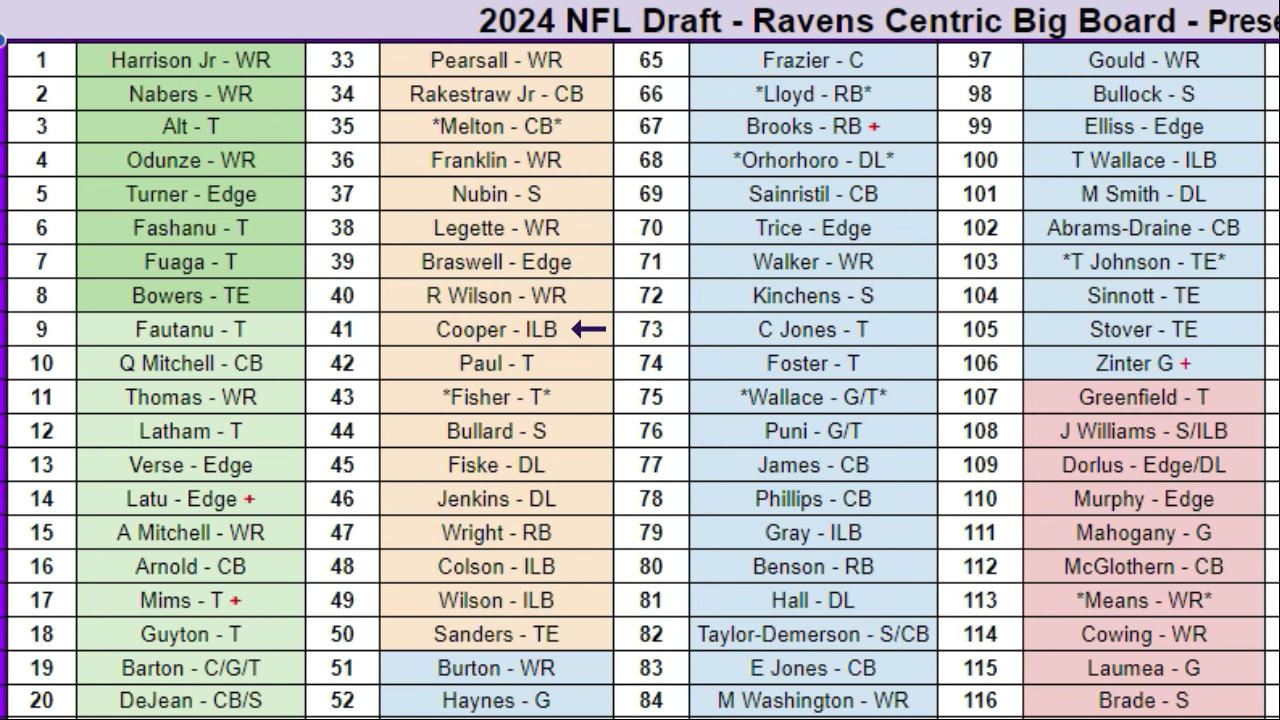 2024 NFL Draft - Ravens Centric Big Board - Prese
1 Harrison Jr - WR 33 Pearsall - WR 65 Frazier - C 97 Gould - WR
2 Nabers - WR 34 Rakestraw Jr - CB 66 *Lloyd - RB* 98 Bullock - S
3 Alt - T 35 *Melton - CB* 67 Brooks - RB + 99 Elliss - Edge
4 Odunze - WR 36 Franklin - WR 68 *Orhorhoro - DL* 100 T Wallace - ILB
5 Turner - Edge 37 Nubin - S 69 Sainristil - CB 101 M Smith - DL
6 Fashanu - T 38 Legette - WR 70 Trice - Edge 102 Abrams-Draine - CB
7 Fuaga - T 39 Braswell - Edge 71 Walker - WR 103 *T Johnson - TE*
8 Bowers - TE 40 R Wilson - WR 72 Kinchens - S 104 Sinnott - TE
9 Fautanu - T 41 Cooper - ILB 73 C Jones - T 105 Stover - TE
10 Q Mitchell - CB 42 Paul - T 74 Foster - T 106 Zinter G +
11 Thomas - WR 43 *Fisher - T* 75 *Wallace - G/T* 107 Greenfield - T
12 Latham - T 44 Bullard - S 76 Puni - G/T 108 J Williams - S/ILB
13 Verse - Edge 45 Fiske - DL 77 James - CB 109 Dorlus - Edge/DL
14 Latu - Edge + 46 Jenkins - DL 78 Phillips - CB 110 Murphy - Edge
15 A Mitchell - WR 47 Wright - RB 79 Gray - ILB 111 Mahogany - G
16 Arnold - CB 48 Colson - ILB 80 Benson - RB 112 McGlothern - CB
17 Mims - T + 49 Wilson - ILB 81 Hall - DL 113 *Means - WR*
18 Guyton - T 50 Sanders - TE 82 Taylor-Demerson - S/CB 114 Cowing - WR
19 Barton - C/G/T 51 Burton - WR 83 E Jones - CB 115 Laumea - G
20 DeJean - CB/S 52 Haynes - G 84 M Washington - WR 116 Brade - S